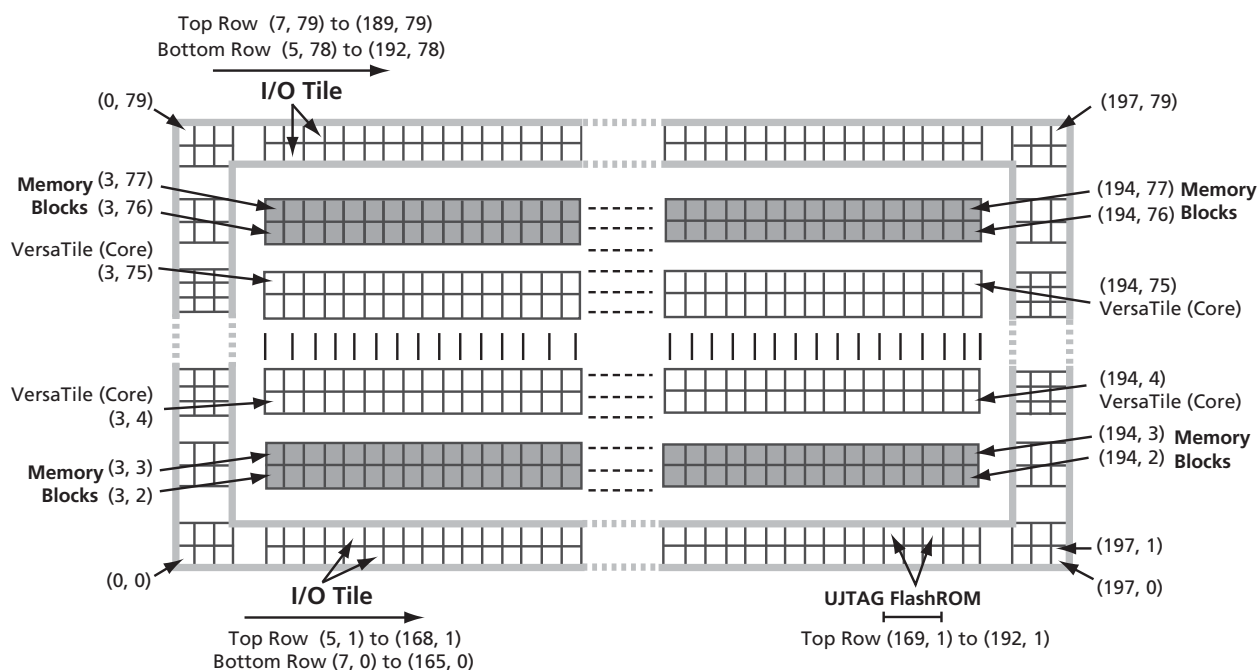 Top Row (7, 79) to (189, 79)
Bottom Row (5, 78) to (192, 78)
I/O Tile
(0, 79)
(197, 79)
Memory (3, 77)
Blocks (3, 76)
(194, 77) Memory
(194, 76) Blocks
VersaTile (Core)
(3, 75)
(194, 75)
VersaTile (Core)
VersaTile (Core)
(3, 4)
(194, 4)
VersaTile (Core)
Memory (3, 3)
Blocks (3, 2)
(194, 3) Memory
(194, 2) Blocks
(197, 1)
(0, 0)
(197, 0)
I/O Tile
UJTAG FlashROM
Top Row (5, 1) to (168, 1)
Bottom Row (7, 0) to (165, 0)
Top Row (169, 1) to (192, 1)